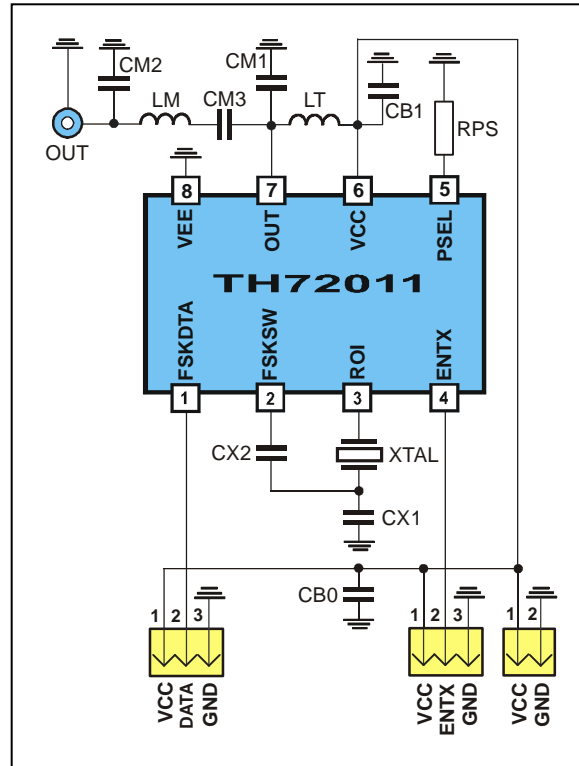 CM2
CM1
LM
CM3
LT
CB1
RPS
OUT
8
7
6
5
VEE
OUT
VCC
PSEL
TH72011
FSKDTA
FSKSW
ROI
ENTX
1
2
3
4
CX2
XTAL
CX1
CB0
1 2 3
1 2 3
1 2
VCC
DATA
GND
VCC
ENTX
GND
VCC
GND